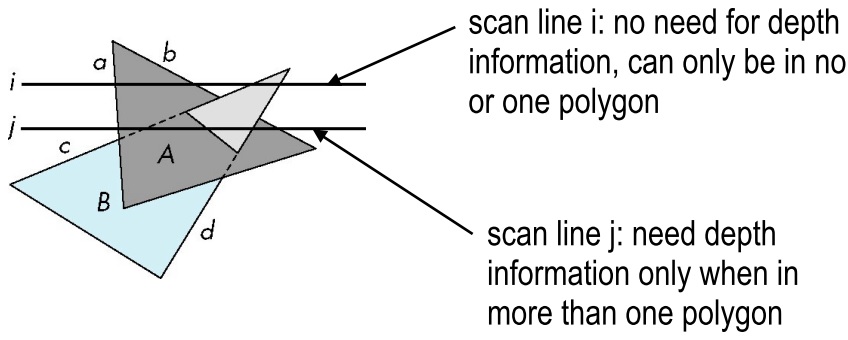 scan line i: no need for depth
information, can only be in no
or one polygon
a
b
i
j
c
A
B
d
scan line j: need depth
information only when in
more than one polygon